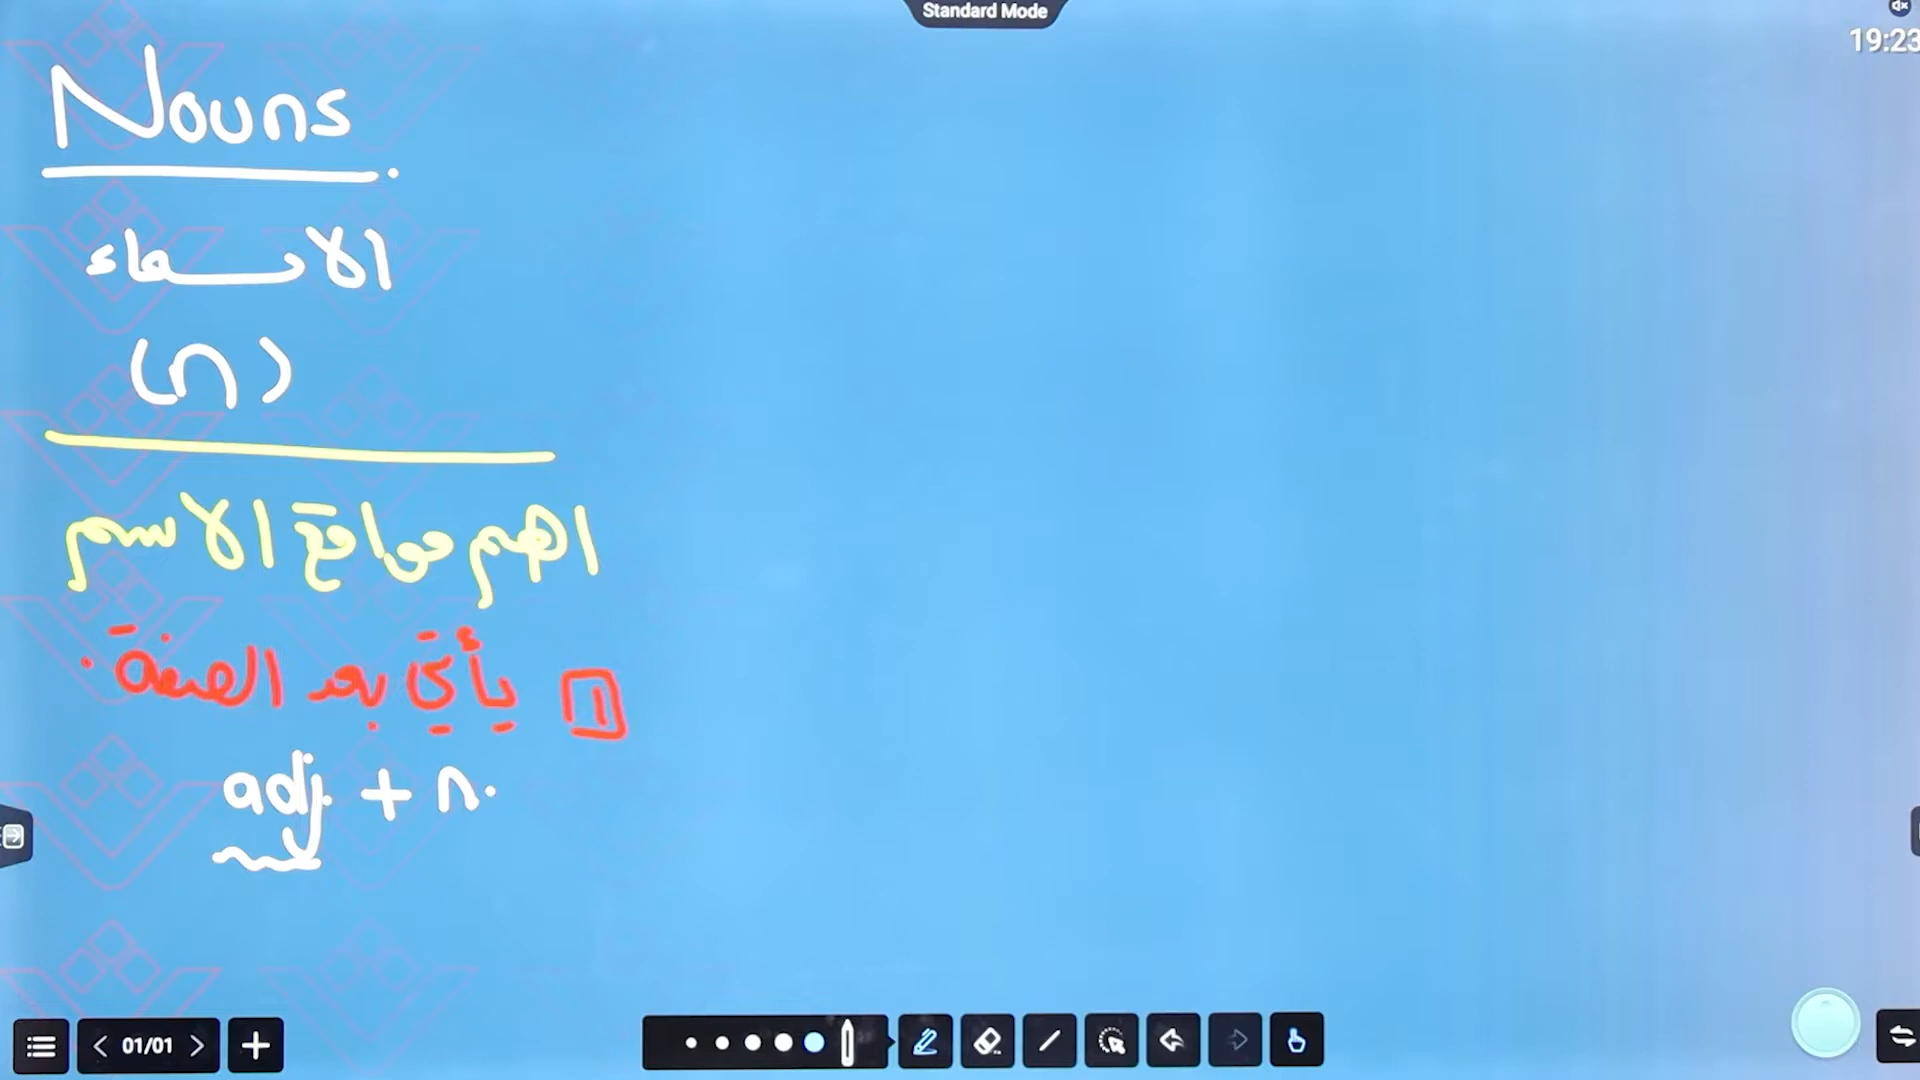 Standard Mode
19:23
Nouns
الاسماء
(n)
اهم مواقع الاسم
1 يأتي بعد الصفة.
adj. + n.
01/01